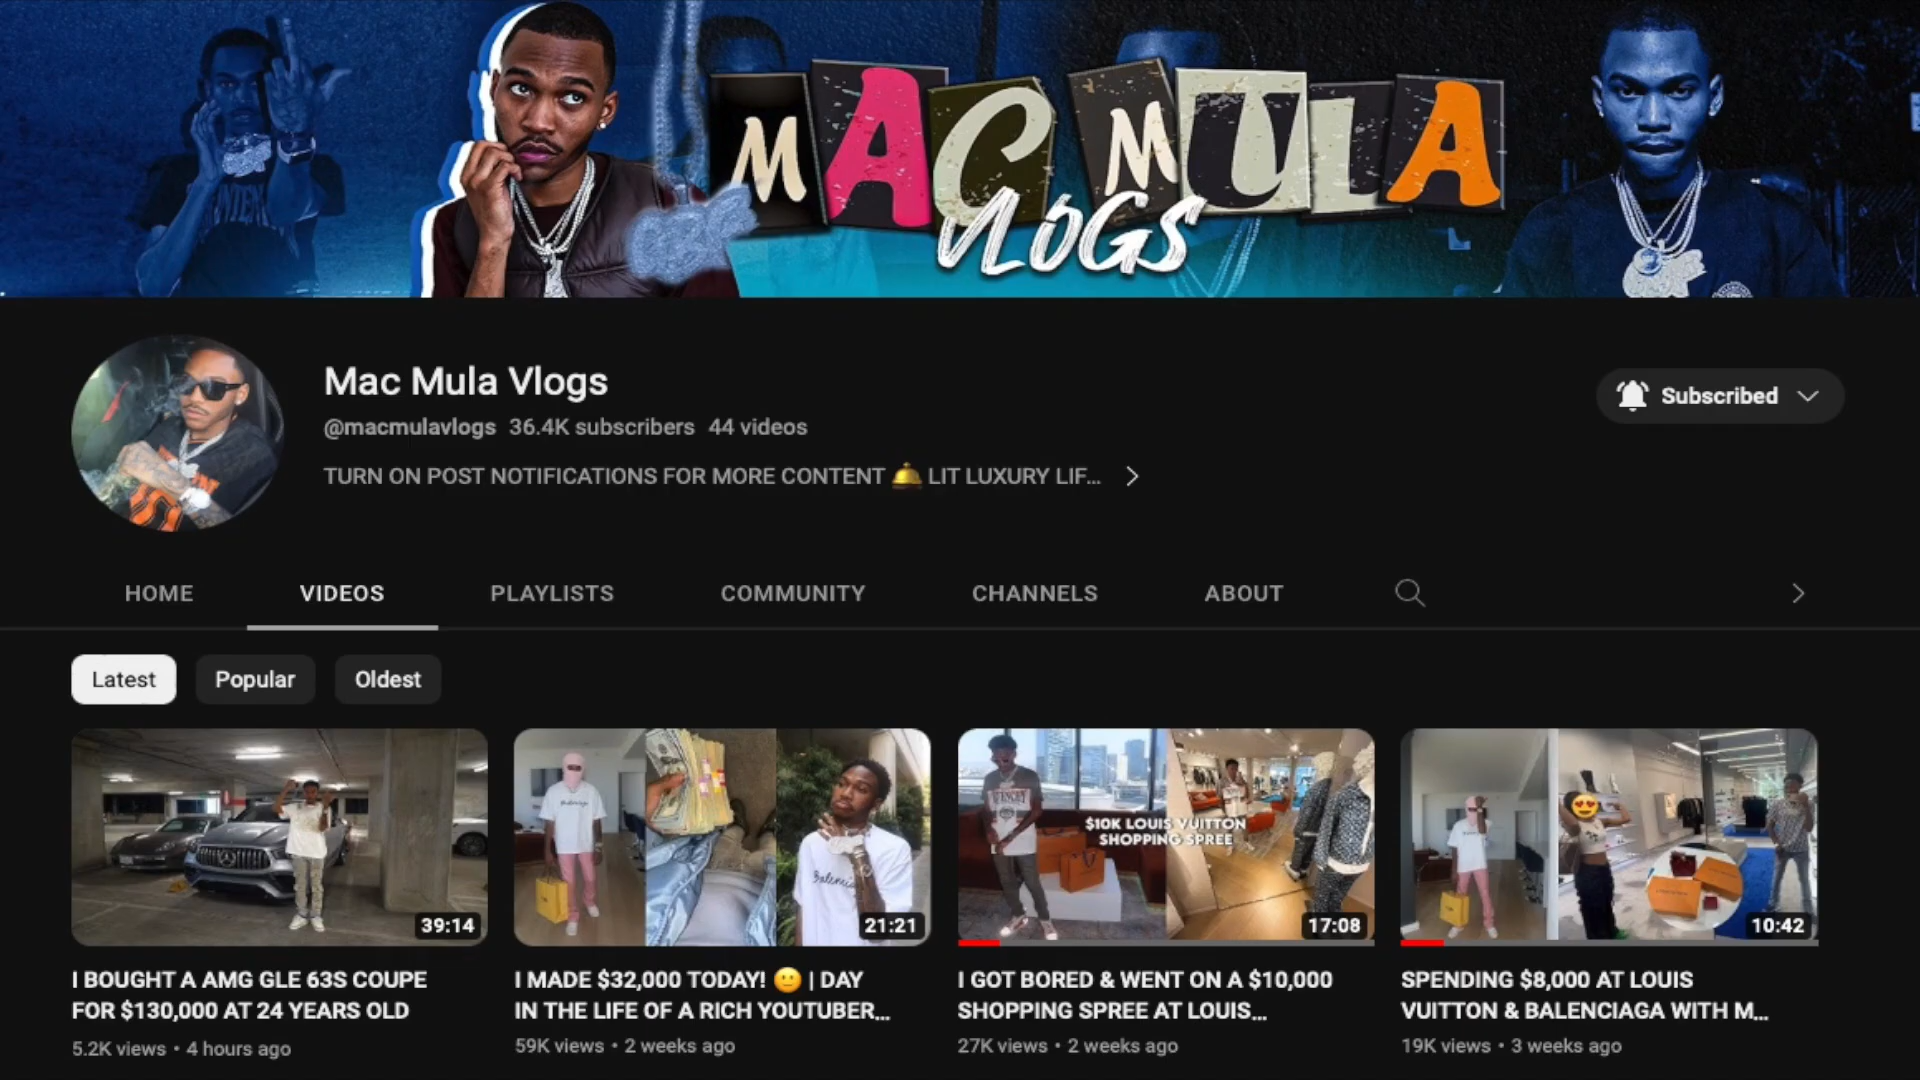 MAC MULA
VLOGS
Mac Mula Vlogs
@macmulavlogs 36.4K subscribers 44 videos
TURN ON POST NOTIFICATIONS FOR MORE CONTENT 🛎️ LIT LUXURY LIF...
Subscribed
HOME VIDEOS PLAYLISTS COMMUNITY CHANNELS ABOUT
Latest Popular Oldest
$10K LOUIS VUITTON
SHOPPING SPREE
39:14 21:21 17:08 10:42
I BOUGHT A AMG GLE 63S COUPE
FOR $130,000 AT 24 YEARS OLD
5.2K views • 4 hours ago
I MADE $32,000 TODAY! 🙂 | DAY
IN THE LIFE OF A RICH YOUTUBER...
59K views • 2 weeks ago
I GOT BORED & WENT ON A $10,000
SHOPPING SPREE AT LOUIS...
27K views • 2 weeks ago
SPENDING $8,000 AT LOUIS
VUITTON & BALENCIAGA WITH M...
19K views • 3 weeks ago